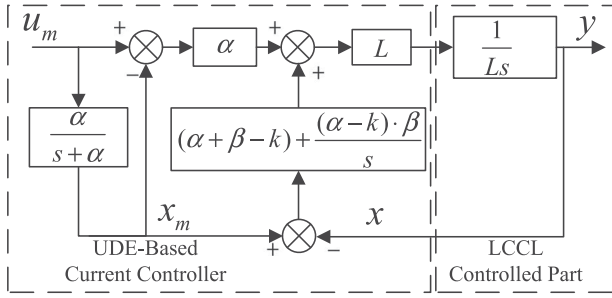 u_m
+
−
α
+
+
L
1
Ls
y
α
s+α
(α+β−k)+
(α−k)·β
s
x_m
+
−
x
UDE-Based
Current Controller
LCCL
Controlled Part